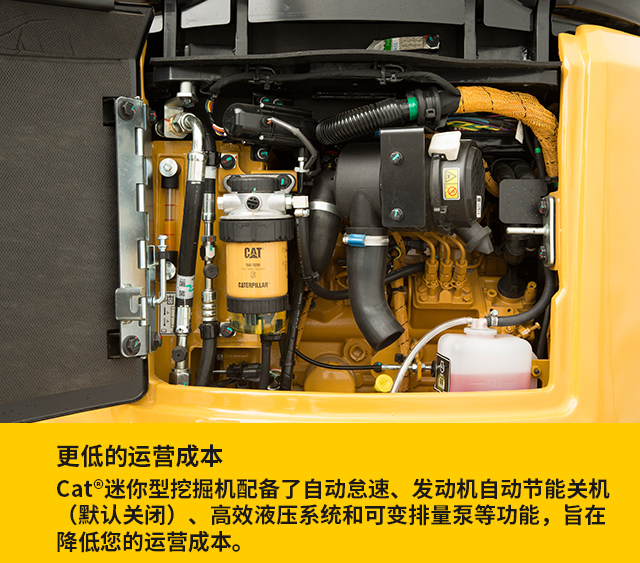 CAT
CATERPILLAR
更低的运营成本
Cat®迷你型挖掘机配备了自动怠速、发动机自动节能关机
（默认关闭）、高效液压系统和可变排量泵等功能，旨在
降低您的运营成本。